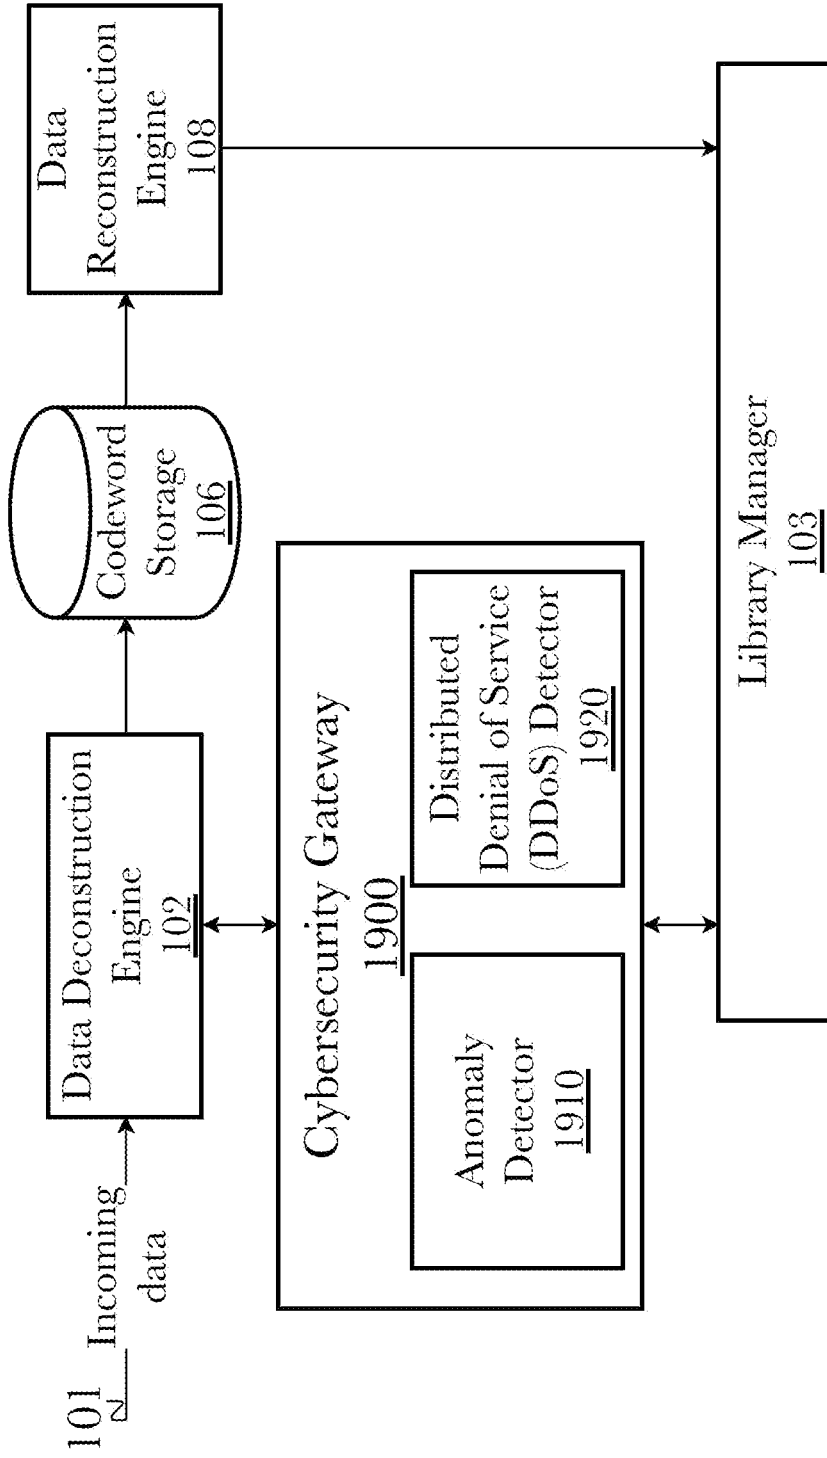 101
Incoming
data
Data Deconstruction
Engine
102
Codeword
Storage
106
Data
Reconstruction
Engine
108
Cybersecurity Gateway
1900
Anomaly
Detector
1910
Distributed
Denial of Service
(DDoS) Detector
1920
Library Manager
103